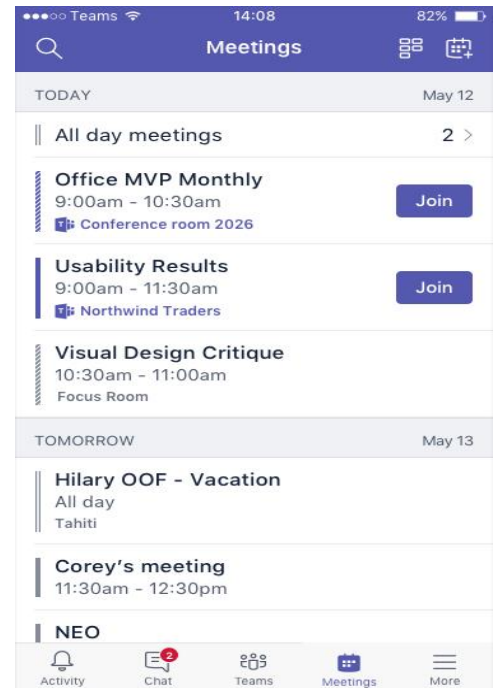 Teams 14:08 82%
Meetings
TODAY May 12
All day meetings 2 >
Office MVP Monthly
9:00am - 10:30am
Join
Conference room 2026
Usability Results
9:00am - 11:30am
Join
Northwind Traders
Visual Design Critique
10:30am - 11:00am
Focus Room
TOMORROW May 13
Hilary OOF - Vacation
All day
Tahiti
Corey's meeting
11:30am - 12:30pm
NEO
2
Activity Chat Teams Meetings More